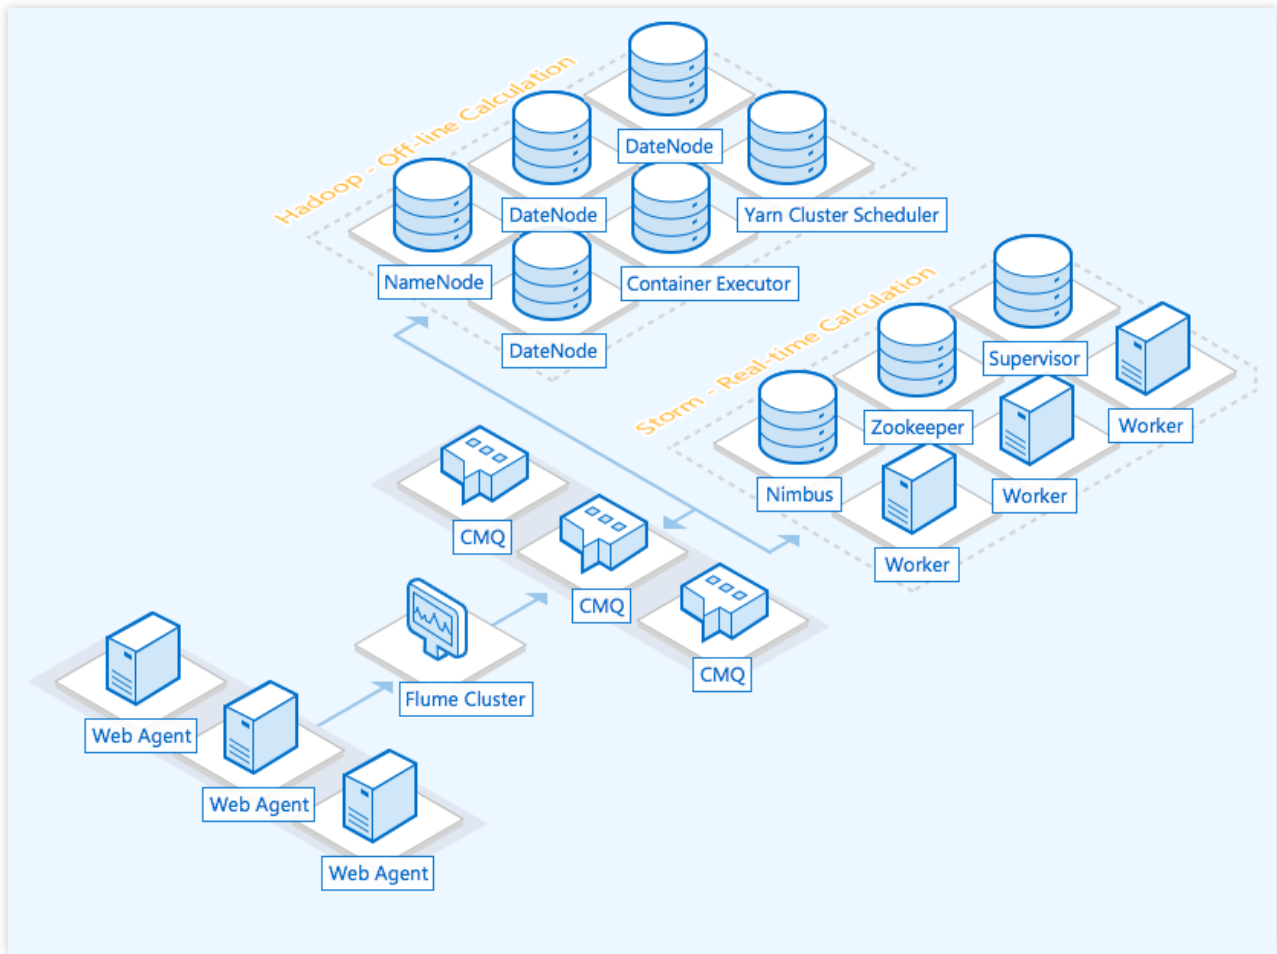 Hadoop - Off-line Calculation
DateNode
DateNode
Yarn Cluster Scheduler
NameNode
Container Executor
DateNode
Storm - Real-time Calculation
Supervisor
Zookeeper
Worker
Nimbus
Worker
Worker
CMQ
CMQ
CMQ
Flume Cluster
Web Agent
Web Agent
Web Agent